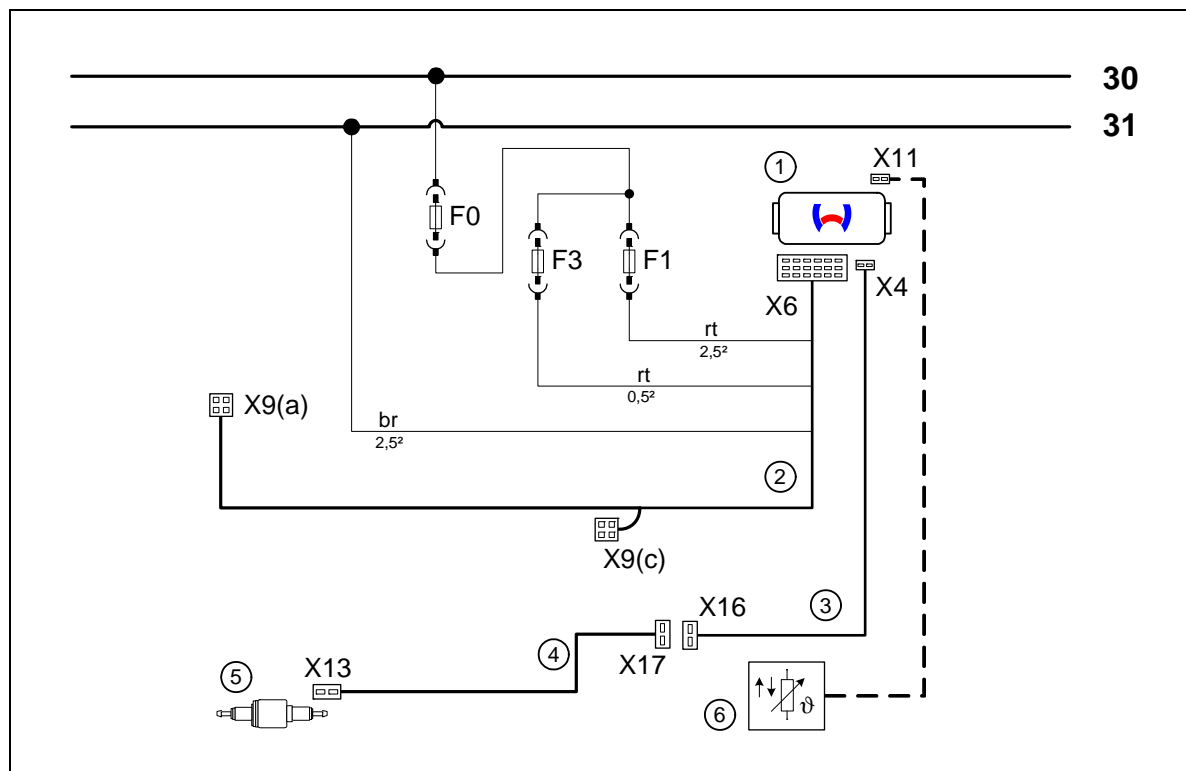 30
31
1
X11
F0
F3
F1
X6
X4
rt
2,5²
rt
0,5²
X9(a)
br
2,5²
2
X9(c)
X16
3
4
X17
5
X13
6
ϑ